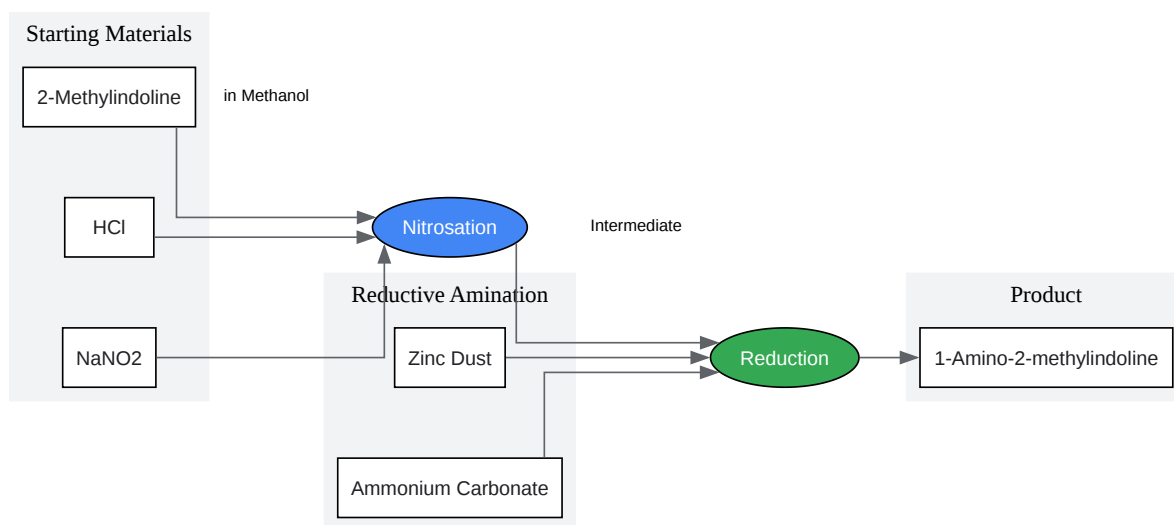 Starting Materials
2-Methylindoline
in Methanol
HCl
Nitrosation
Intermediate
Reductive Amination
Product
NaNO2
Zinc Dust
Reduction
1-Amino-2-methylindoline
Ammonium Carbonate